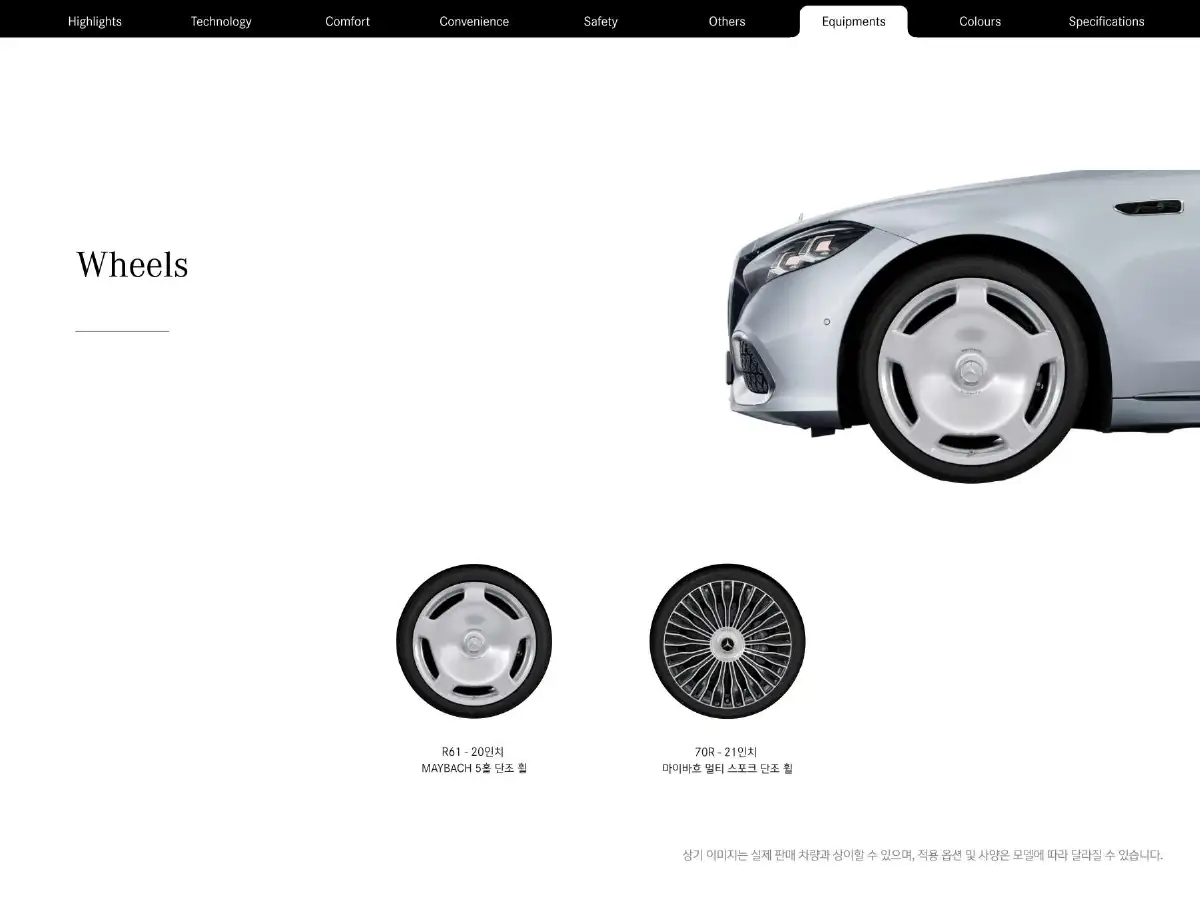 Highlights
Technology
Comfort
Convenience
Safety
Others
Equipments
Colours
Specifications
Wheels
R61 - 20인치
MAYBACH 5홀 단조 휠
70R - 21인치
마이바흐 멀티 스포크 단조 휠
상기 이미지는 실제 판매 차량과 상이할 수 있으며, 적용 옵션 및 사양은 모델에 따라 달라질 수 있습니다.